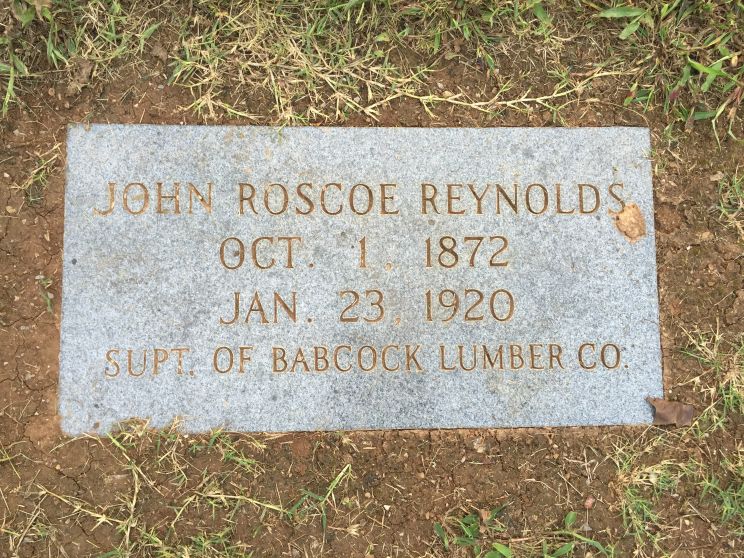 JOHN ROSCOE REYNOLDS
OCT. 1, 1872
JAN. 23, 1920
SUPT. OF BABCOCK LUMBER CO.